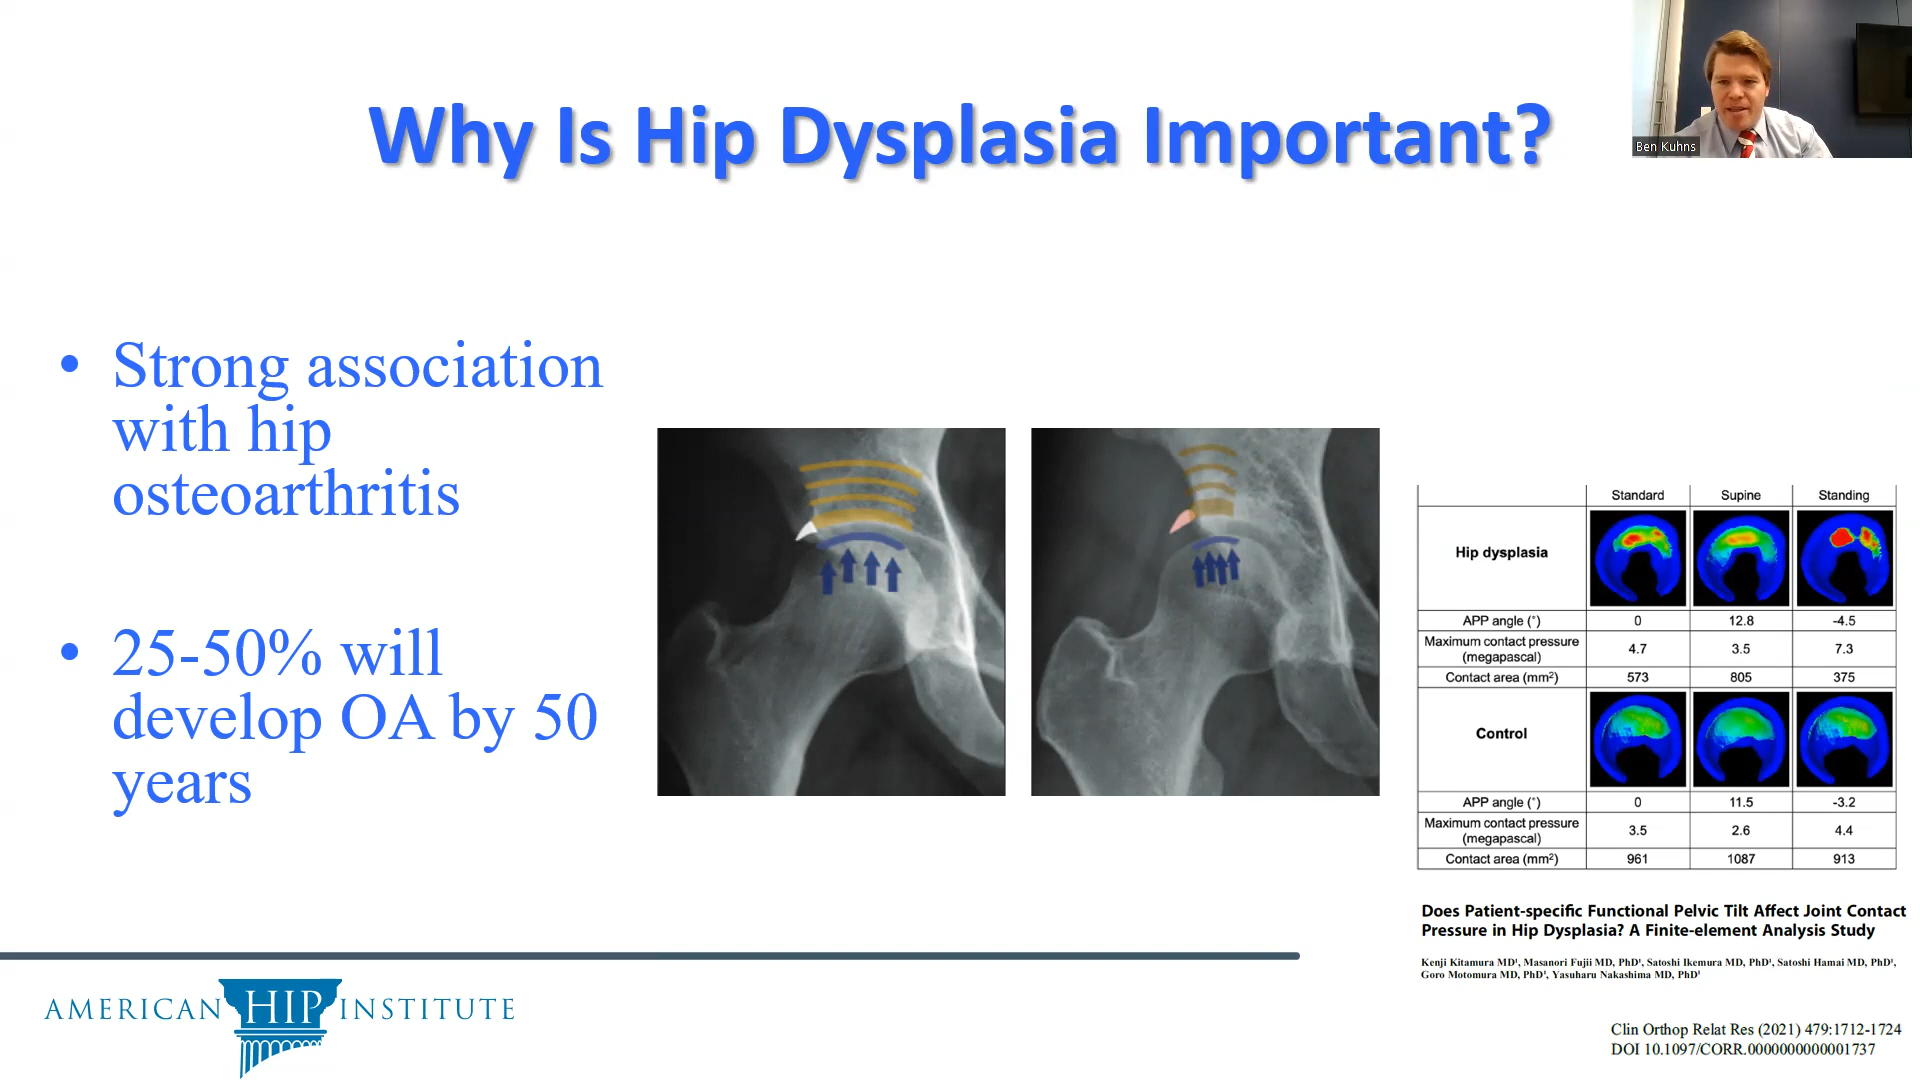 Why Is Hip Dysplasia Important?
Ben Kuhns
• Strong association
with hip
osteoarthritis
• 25-50% will
develop OA by 50
years
Standard Supine Standing
Hip dysplasia
APP angle (°) 0 12.8 -4.5
Maximum contact pressure
(megapascal) 4.7 3.5 7.3
Contact area (mm²) 573 805 375
Control
APP angle (°) 0 11.5 -3.2
Maximum contact pressure
(megapascal) 3.5 2.6 4.4
Contact area (mm²) 961 1087 913
Does Patient-specific Functional Pelvic Tilt Affect Joint Contact
Pressure in Hip Dysplasia? A Finite-element Analysis Study
Kenji Kitamura MD¹, Masanori Fujii MD, PhD¹, Satoshi Ikemura MD, PhD¹, Satoshi Hamai MD, PhD¹,
Goro Motomura MD, PhD¹, Yasuharu Nakashima MD, PhD¹
AMERICAN HIP INSTITUTE
Clin Orthop Relat Res (2021) 479:1712-1724
DOI 10.1097/CORR.0000000000001737